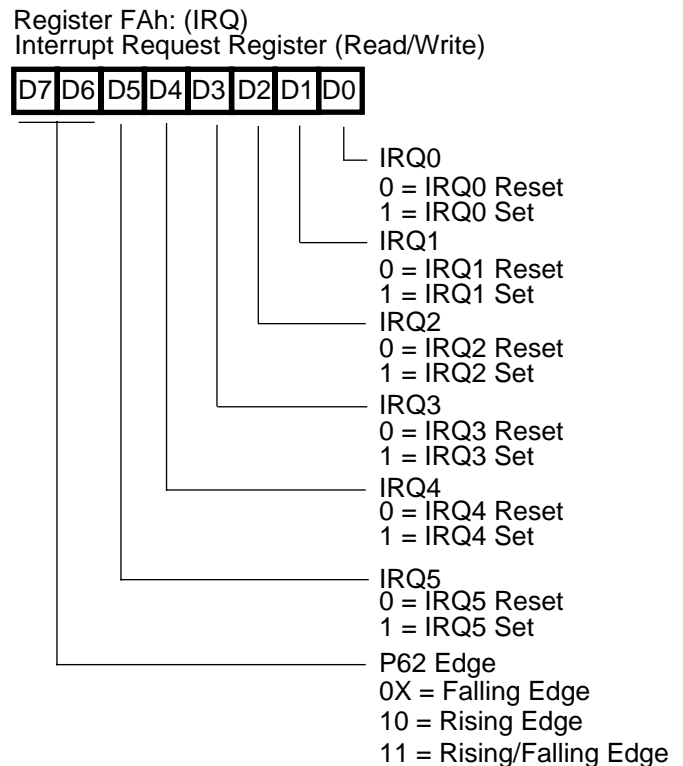 Register FAh: (IRQ)
Interrupt Request Register (Read/Write)
D7 D6 D5 D4 D3 D2 D1 D0
IRQ0
0 = IRQ0 Reset
1 = IRQ0 Set
IRQ1
0 = IRQ1 Reset
1 = IRQ1 Set
IRQ2
0 = IRQ2 Reset
1 = IRQ2 Set
IRQ3
0 = IRQ3 Reset
1 = IRQ3 Set
IRQ4
0 = IRQ4 Reset
1 = IRQ4 Set
IRQ5
0 = IRQ5 Reset
1 = IRQ5 Set
P62 Edge
0X = Falling Edge
10 = Rising Edge
11 = Rising/Falling Edge